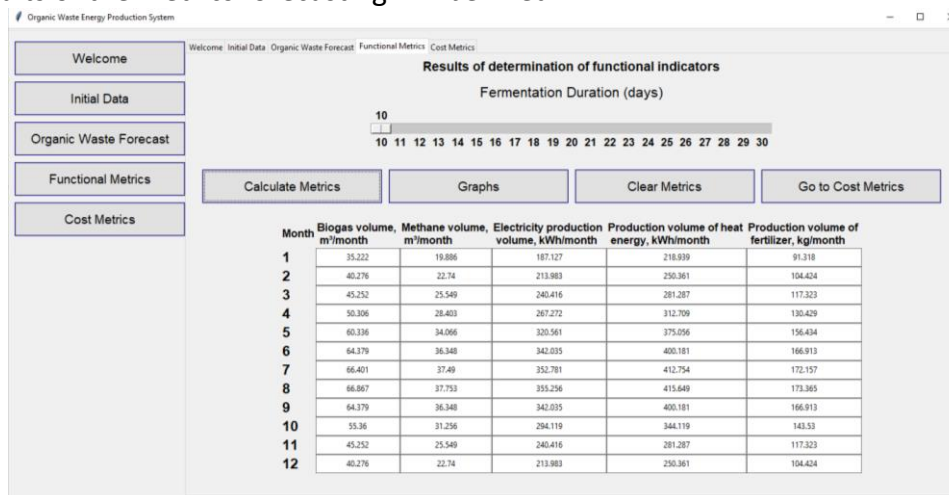 Organic Waste Energy Production System
Welcome
Initial Data
Organic Waste Forecast
Functional Metrics
Cost Metrics
Welcome Initial Data Organic Waste Forecast Functional Metrics Cost Metrics
Results of determination of functional indicators
Fermentation Duration (days)
10
10 11 12 13 14 15 16 17 18 19 20 21 22 23 24 25 26 27 28 29 30
Calculate Metrics Graphs Clear Metrics Go to Cost Metrics
Month Biogas volume, m³/month Methane volume, m³/month Electricity production volume, kWh/month Production volume of heat energy, kWh/month Production volume of fertilizer, kg/month
1 35.222 19.886 187.127 218.939 91.318
2 40.276 22.74 213.983 250.361 104.424
3 45.252 25.549 240.416 281.287 117.323
4 50.306 28.403 267.272 312.709 130.429
5 60.336 34.066 320.561 375.056 156.434
6 64.379 36.348 342.035 400.181 166.913
7 66.401 37.49 352.781 412.754 172.157
8 66.867 37.753 355.256 415.649 173.365
9 64.379 36.348 342.035 400.181 166.913
10 55.36 31.256 294.119 344.119 143.53
11 45.252 25.549 240.416 281.287 117.323
12 40.276 22.74 213.983 250.361 104.424